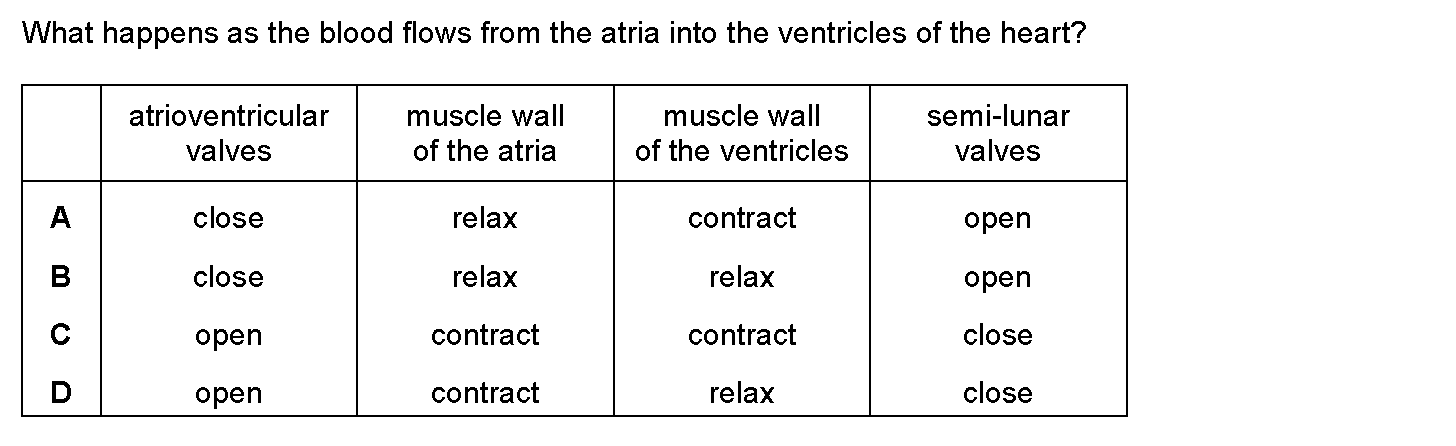 What happens as the blood flows from the atria into the ventricles of the heart?
atrioventricular valves muscle wall of the atria muscle wall of the ventricles semi-lunar valves
A close relax contract open
B close relax relax open
C open contract contract close
D open contract relax close